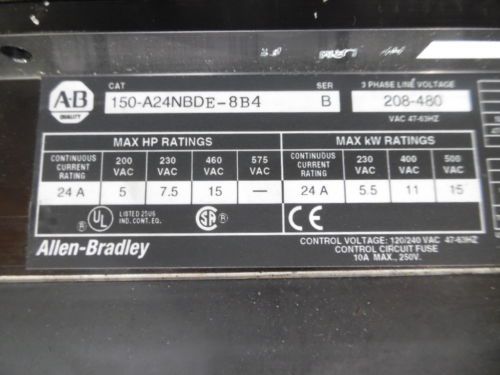 A-B
QUALITY
CAT
150-A24NBDE-8B4
SER
B
3 PHASE LINE VOLTAGE
208-480
VAC 47-63HZ
MAX HP RATINGS
MAX kW RATINGS
CONTINUOUS CURRENT RATING 200 VAC 230 VAC 460 VAC 575 VAC
CONTINUOUS CURRENT RATING 230 VAC 400 VAC 500 VAC
24 A 5 7.5 15 —
24 A 5.5 11 15
UL ®
LISTED 25U6
IND. CONT. EQ.
SA ®
CE
Allen-Bradley
CONTROL VOLTAGE: 120/240 VAC 47-63HZ
CONTROL CIRCUIT FUSE
10A MAX., 250V.